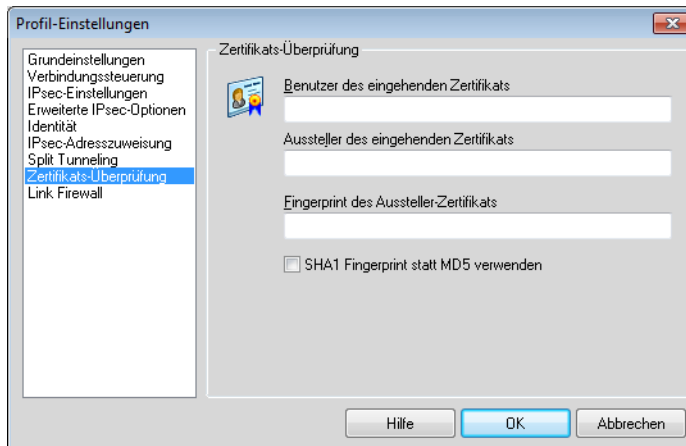 Profil-Einstellungen
Grundeinstellungen
Verbindungssteuerung
IPsec-Einstellungen
Erweiterte IPsec-Optionen
Identität
IPsec-Adresszuweisung
Split Tunneling
Zertifikats-Überprüfung
Link Firewall
Zertifikats-Überprüfung
Benutzer des eingehenden Zertifikats
Aussteller des eingehenden Zertifikats
Fingerprint des Aussteller-Zertifikats
SHA1 Fingerprint statt MD5 verwenden
Hilfe
OK
Abbrechen